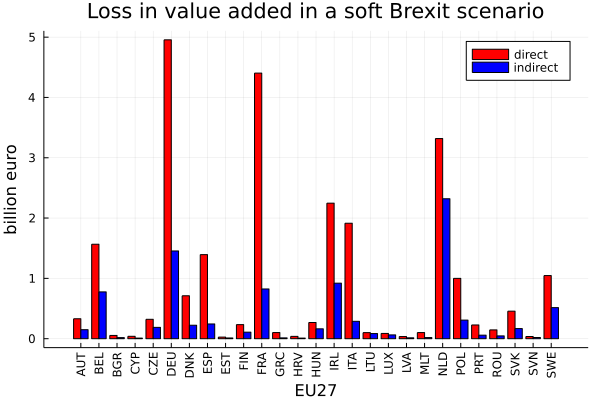 Loss in value added in a soft Brexit scenario
direct
indirect
billion euro
5
4
3
2
1
0
AUT BEL BGR CYP CZE DEU DNK ESP EST FIN FRA GRC HRV HUN IRL ITA LTU LUX LVA MLT NLD POL PRT ROU SVK SVN SWE
EU27